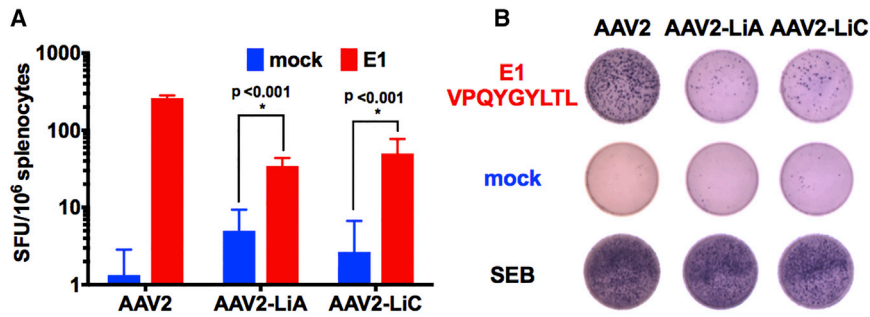 A
mock E1
p <0.001
*
p <0.001
*
1000
100
10
1
SFU/10⁶ splenocytes
AAV2 AAV2-LiA AAV2-LiC
B
AAV2 AAV2-LiA AAV2-LiC
E1
VPQYGYLTL
mock
SEB